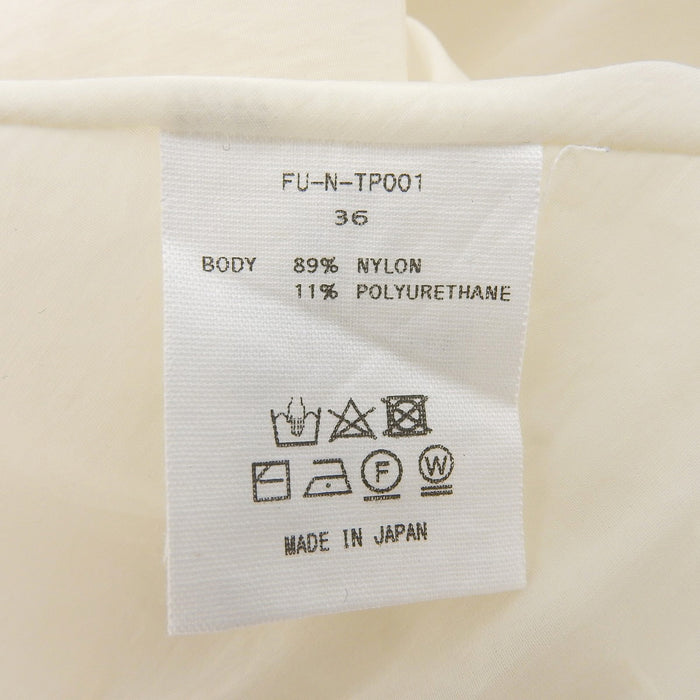 FU-N-TP001
36
BODY 89% NYLON
11% POLYURETHANE
F W
MADE IN JAPAN